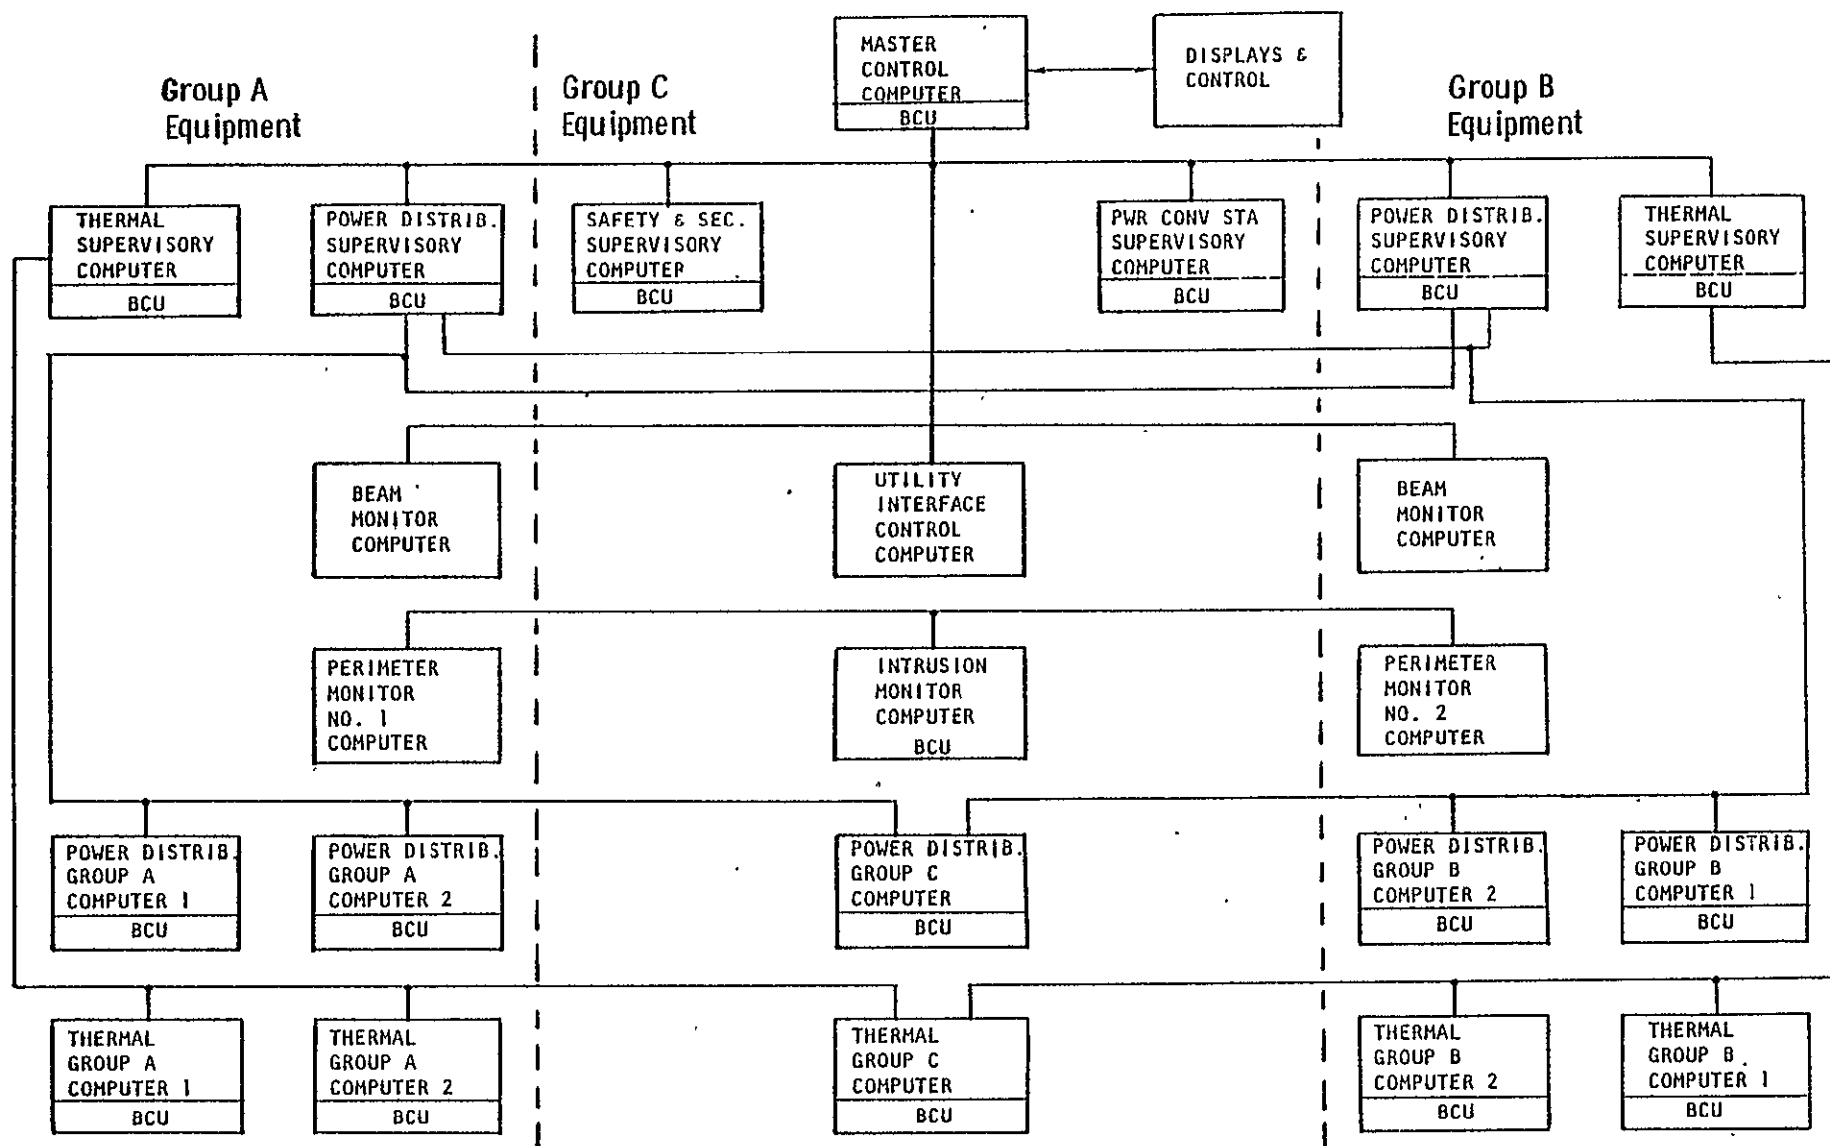 MASTER
CONTROL
COMPUTER
BCU
DISPLAYS &
CONTROL
Group A
Equipment
Group C
Equipment
Group B
Equipment
THERMAL
SUPERVISORY
COMPUTER
BCU
POWER DISTRIB.
SUPERVISORY
COMPUTER
BCU
SAFETY & SEC.
SUPERVISORY
COMPUTER
BCU
PWR CONV STA
SUPERVISORY
COMPUTER
BCU
POWER DISTRIB.
SUPERVISORY
COMPUTER
BCU
THERMAL
SUPERVISORY
COMPUTER
BCU
BEAM
MONITOR
COMPUTER
UTILITY
INTERFACE
CONTROL
COMPUTER
BEAM
MONITOR
COMPUTER
PERIMETER
MONITOR
NO. 1
COMPUTER
INTRUSION
MONITOR
COMPUTER
BCU
PERIMETER
MONITOR
NO. 2
COMPUTER
POWER DISTRIB.
GROUP A
COMPUTER 1
BCU
POWER DISTRIB.
GROUP A
COMPUTER 2
BCU
POWER DISTRIB.
GROUP C
COMPUTER
BCU
POWER DISTRIB.
GROUP B
COMPUTER 2
BCU
POWER DISTRIB.
GROUP B
COMPUTER 1
BCU
THERMAL
GROUP A
COMPUTER 1
BCU
THERMAL
GROUP A
COMPUTER 2
BCU
THERMAL
GROUP C
COMPUTER
BCU
THERMAL
GROUP B
COMPUTER 2
BCU
THERMAL
GROUP B
COMPUTER 1
BCU